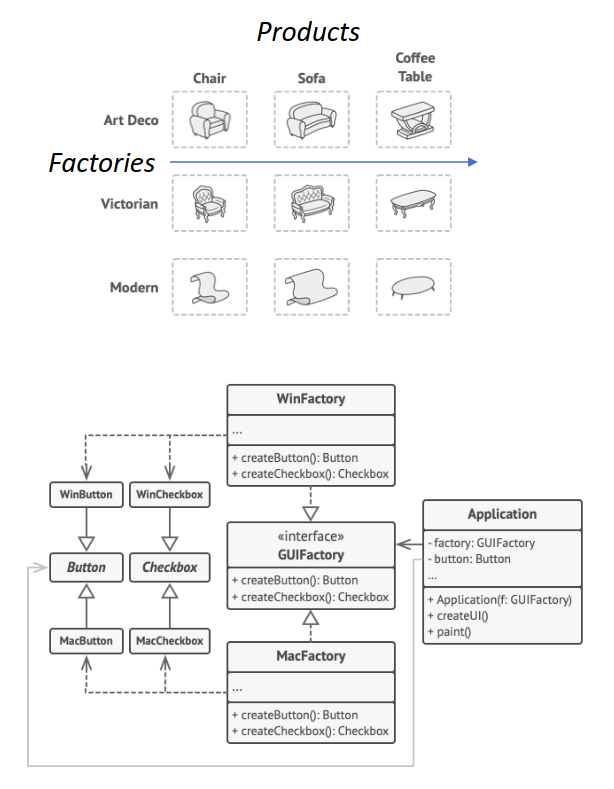 Products
Chair
Sofa
Coffee
Table
Art Deco
Factories
Victorian
Modern
WinFactory
...
+ createButton(): Button
+ createCheckbox(): Checkbox
WinButton
WinCheckbox
Application
- factory: GUIFactory
- button: Button
...
+ Application(f: GUIFactory)
+ createUI()
+ paint()
«interface»
GUIFactory
+ createButton(): Button
+ createCheckbox(): Checkbox
Button
Checkbox
MacButton
MacCheckbox
MacFactory
...
+ createButton(): Button
+ createCheckbox(): Checkbox